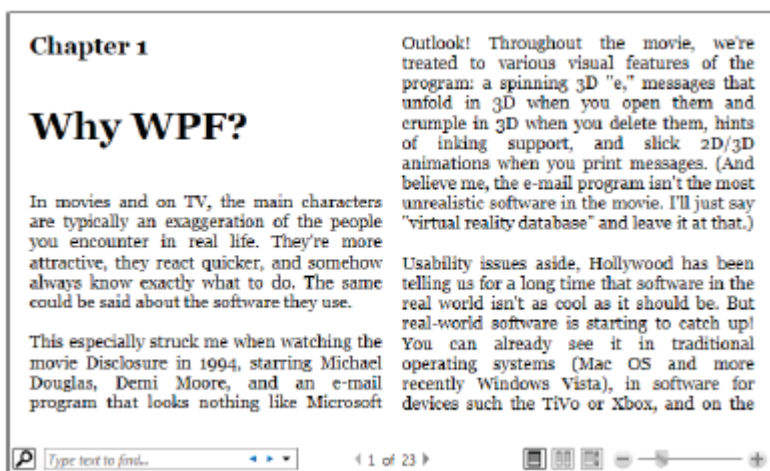 Chapter 1
Why WPF?
In movies and on TV, the main characters
are typically an exaggeration of the people
you encounter in real life. They're more
attractive, they react quicker, and somehow
always know exactly what to do. The same
could be said about the software they use.
This especially struck me when watching the
movie Disclosure in 1994, starring Michael
Douglas, Demi Moore, and an e-mail
program that looks nothing like Microsoft
Outlook! Throughout the movie, we're
treated to various visual features of the
program: a spinning 3D "e," messages that
unfold in 3D when you open them and
crumple in 3D when you delete them, hints
of inking support, and slick 2D/3D
animations when you print messages. (And
believe me, the e-mail program isn't the most
unrealistic software in the movie. I'll just say
"virtual reality database" and leave it at that.)
Usability issues aside, Hollywood has been
telling us for a long time that software in the
real world isn't as cool as it should be. But
real-world software is starting to catch up!
You can already see it in traditional
operating systems (Mac OS and more
recently Windows Vista), in software for
devices such the TiVo or Xbox, and on the
Type text to find...
1 of 23